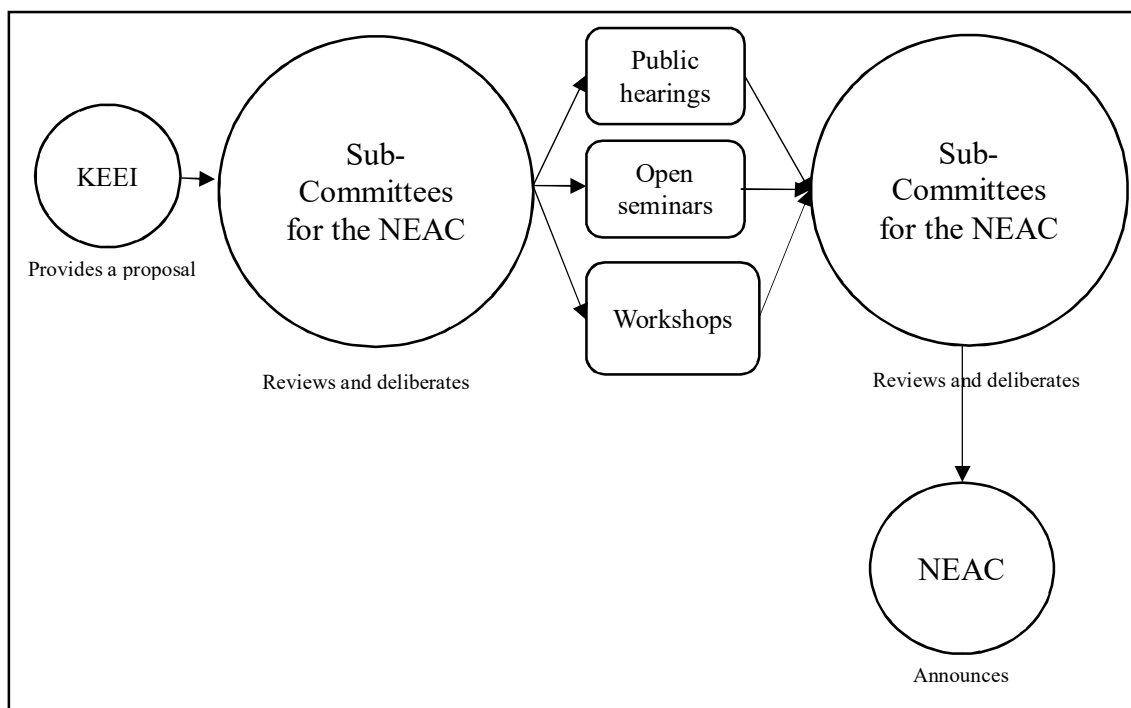 KEEI
Provides a proposal
Sub-
Committees
for the NEAC
Reviews and deliberates
Public
hearings
Open
seminars
Workshops
Sub-
Committees
for the NEAC
Reviews and deliberates
NEAC
Announces